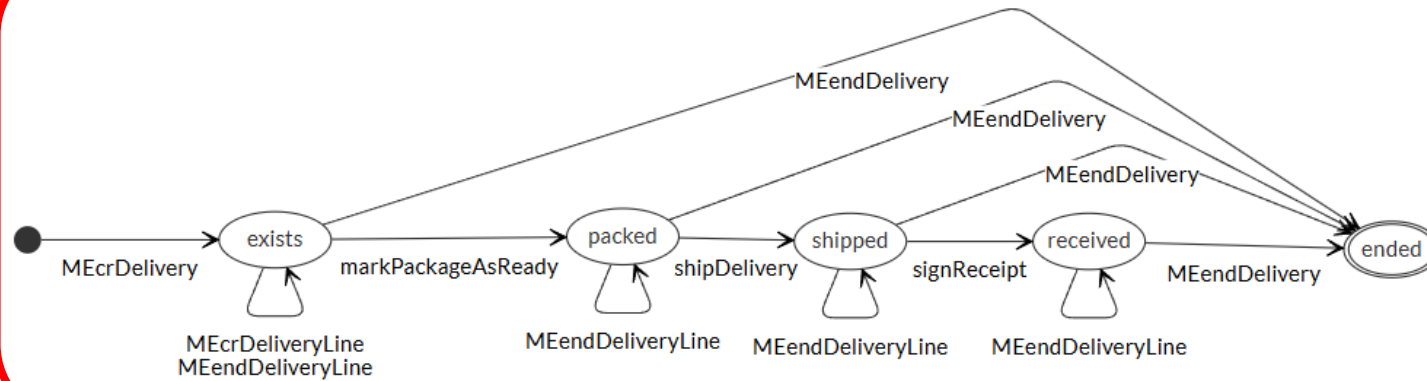 MEendDelivery
MEendDelivery
MEendDelivery
exists
packed
shipped
received
ended
MEcrDelivery
markPackageAsReady
shipDelivery
signReceipt
MEendDelivery
MEcrDeliveryLine
MEendDeliveryLine
MEendDeliveryLine
MEendDeliveryLine
MEendDeliveryLine